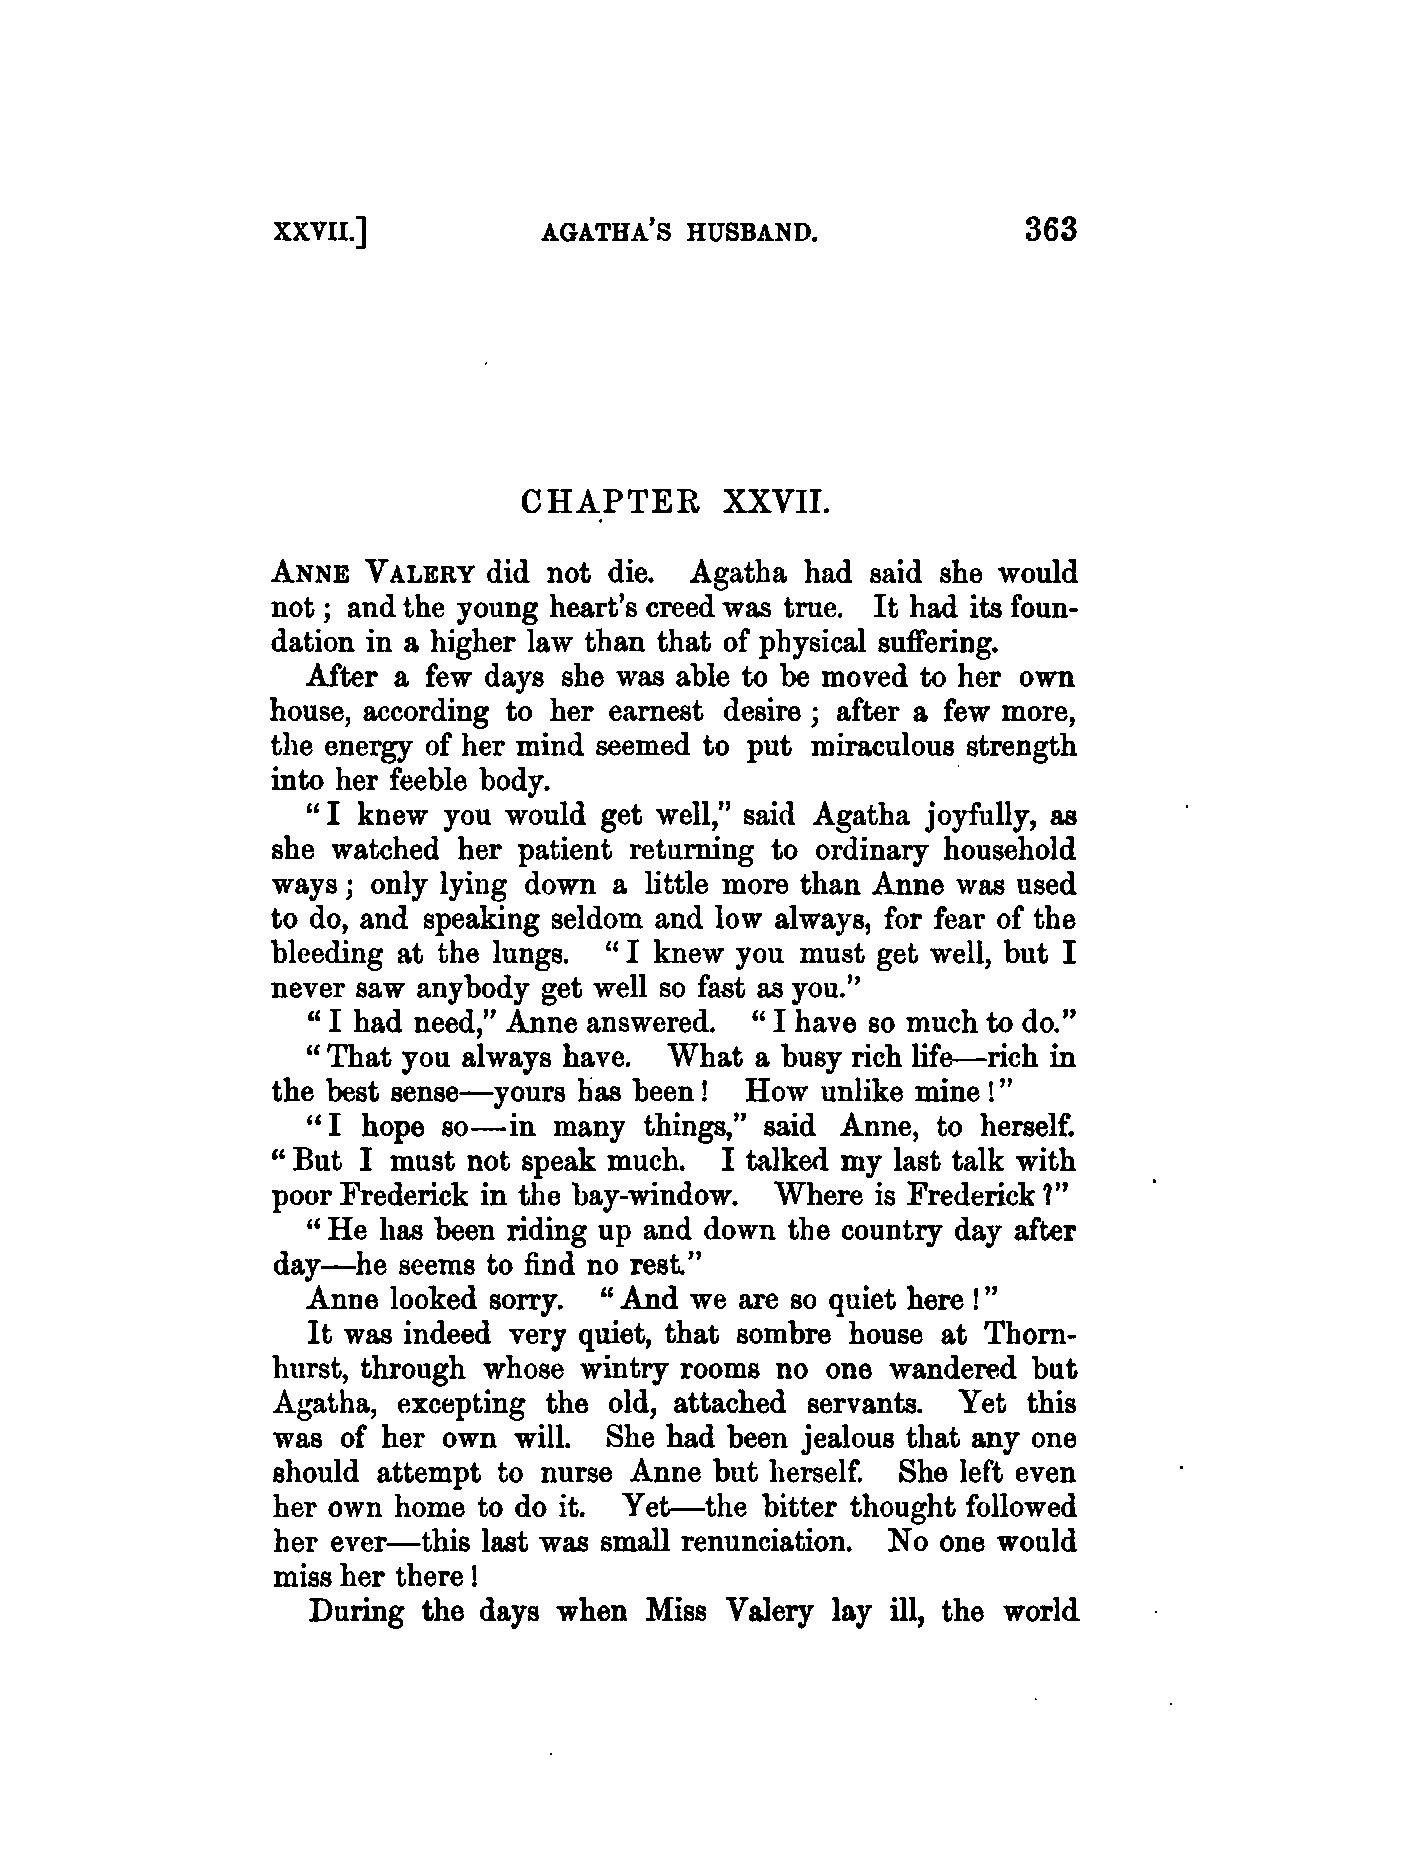 XXVII.] AGATHA'S HUSBAND. 363
CHAPTER XXVII.
ANNE VALERY did not die. Agatha had said she would
not ; and the young heart's creed was true. It had its foun-
dation in a higher law than that of physical suffering.
After a few days she was able to be moved to her own
house, according to her earnest desire ; after a few more,
the energy of her mind seemed to put miraculous strength
into her feeble body.
"I knew you would get well," said Agatha joyfully, as
she watched her patient returning to ordinary household
ways ; only lying down a little more than Anne was used
to do, and speaking seldom and low always, for fear of the
bleeding at the lungs. "I knew you must get well, but I
never saw anybody get well so fast as you."
"I had need," Anne answered. "I have so much to do."
"That you always have. What a busy rich life—rich in
the best sense—yours has been ! How unlike mine !"
"I hope so—in many things," said Anne, to herself.
"But I must not speak much. I talked my last talk with
poor Frederick in the bay-window. Where is Frederick ?"
"He has been riding up and down the country day after
day—he seems to find no rest."
Anne looked sorry. "And we are so quiet here !"
It was indeed very quiet, that sombre house at Thorn-
hurst, through whose wintry rooms no one wandered but
Agatha, excepting the old, attached servants. Yet this
was of her own will. She had been jealous that any one
should attempt to nurse Anne but herself. She left even
her own home to do it. Yet—the bitter thought followed
her ever—this last was small renunciation. No one would
miss her there !
During the days when Miss Valery lay ill, the world